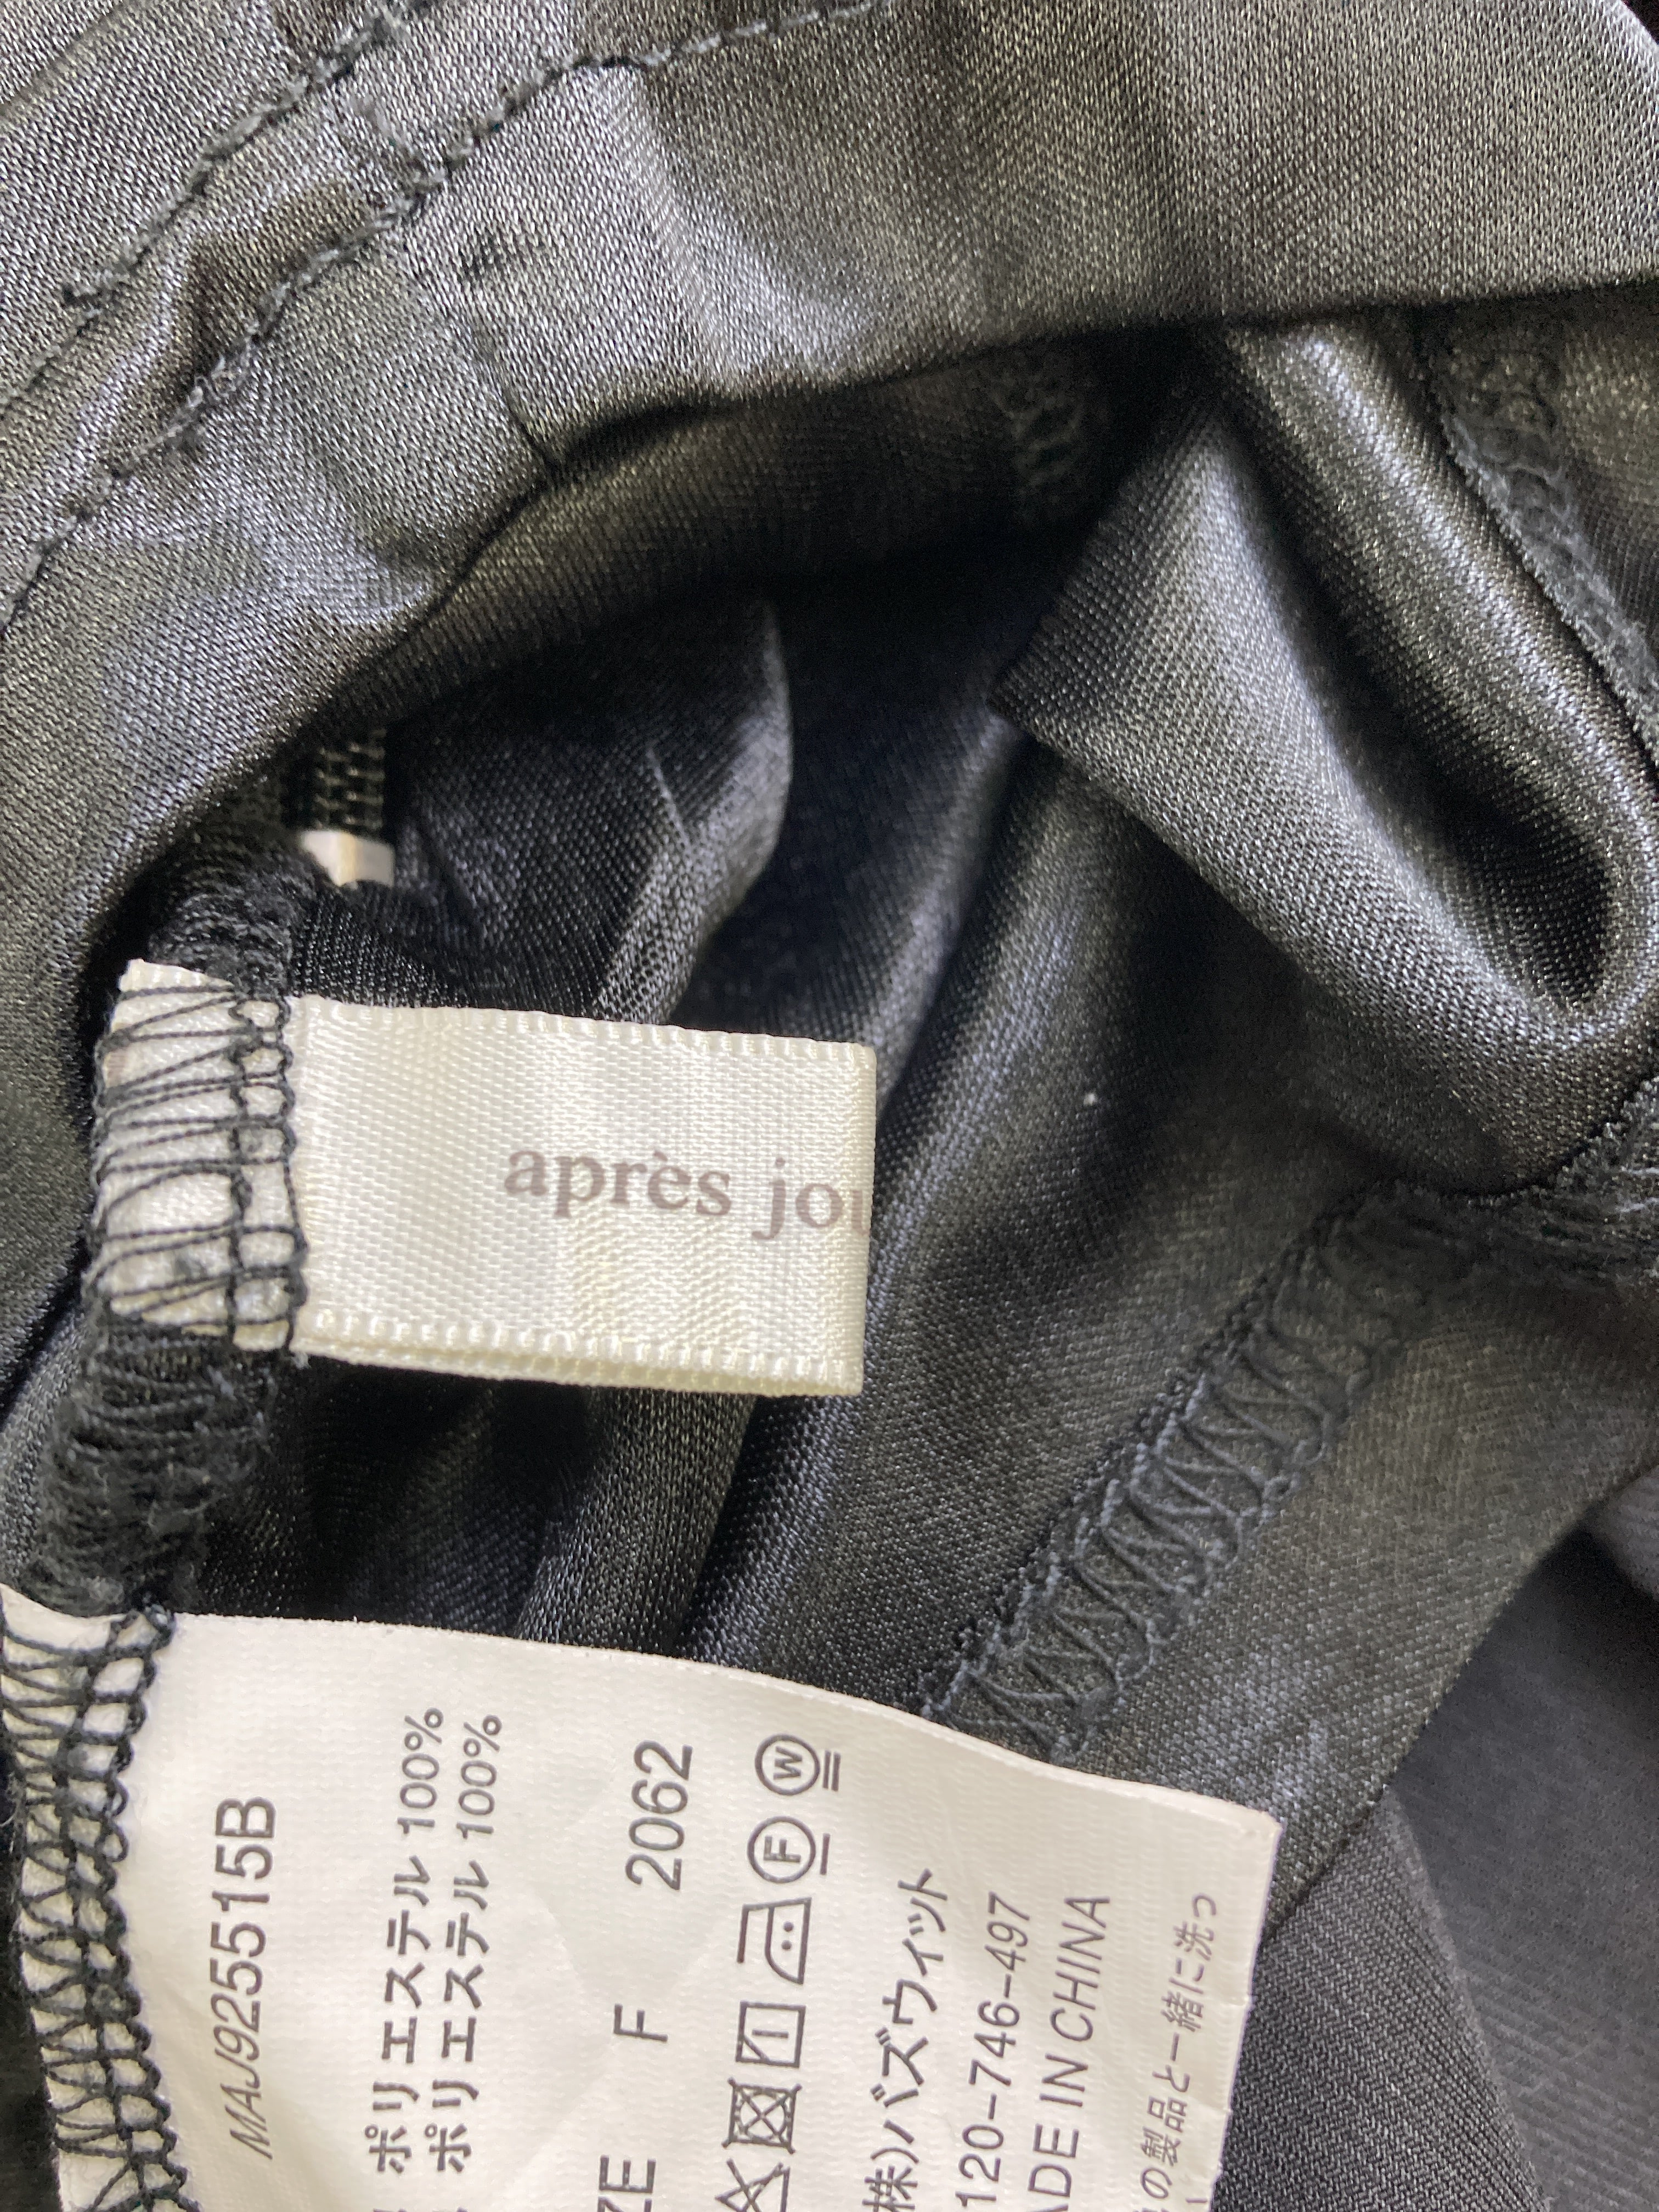 après jou
MAJ925515B
ポリエステル 100%
ポリエステル 100%
ZE F 2062
F W
(株)バズウィット
120-746-497
ADE IN CHINA
の製品と一緒に洗っ